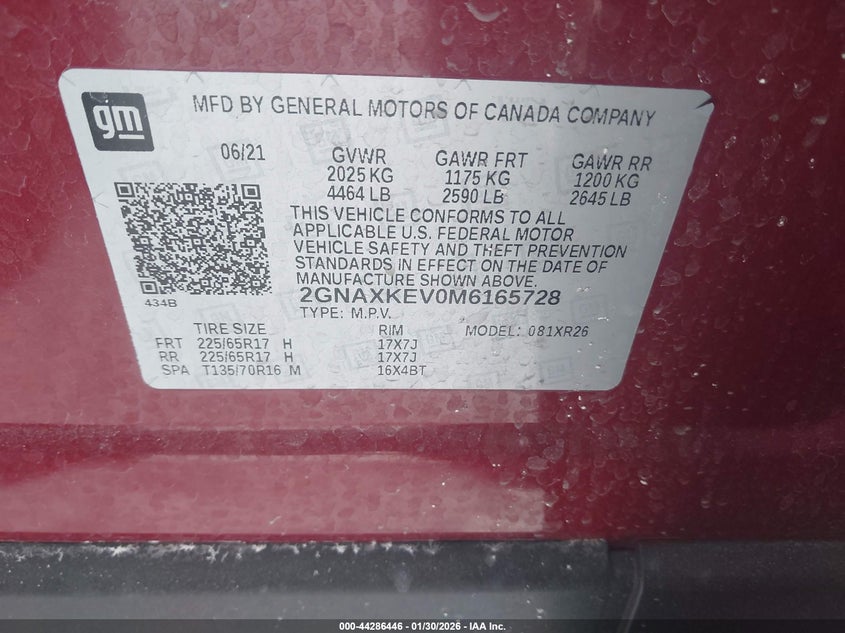 gm
MFD BY GENERAL MOTORS OF CANADA COMPANY
06/21 GVWR GAWR FRT GAWR RR
2025 KG 1175 KG 1200 KG
4464 LB 2590 LB 2645 LB
THIS VEHICLE CONFORMS TO ALL
APPLICABLE U.S. FEDERAL MOTOR
VEHICLE SAFETY AND THEFT PREVENTION
STANDARDS IN EFFECT ON THE DATE OF
MANUFACTURE SHOWN ABOVE.
434B 2GNAXKEV0M6165728
TYPE: M.P.V.
TIRE SIZE RIM MODEL: 081XR26
FRT 225/65R17 H 17X7J
RR 225/65R17 H 17X7J
SPA T135/70R16 M 16X4BT
000-44286446 - 01/30/2026 - IAA Inc.